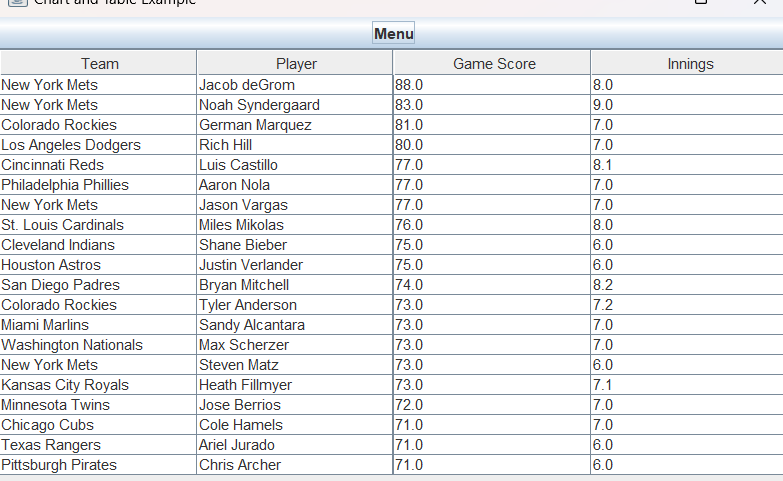 Chart and Table Example
Menu
Team Player Game Score Innings
New York Mets Jacob deGrom 88.0 8.0
New York Mets Noah Syndergaard 83.0 9.0
Colorado Rockies German Marquez 81.0 7.0
Los Angeles Dodgers Rich Hill 80.0 7.0
Cincinnati Reds Luis Castillo 77.0 8.1
Philadelphia Phillies Aaron Nola 77.0 7.0
New York Mets Jason Vargas 77.0 7.0
St. Louis Cardinals Miles Mikolas 76.0 8.0
Cleveland Indians Shane Bieber 75.0 6.0
Houston Astros Justin Verlander 75.0 6.0
San Diego Padres Bryan Mitchell 74.0 8.2
Colorado Rockies Tyler Anderson 73.0 7.2
Miami Marlins Sandy Alcantara 73.0 7.0
Washington Nationals Max Scherzer 73.0 7.0
New York Mets Steven Matz 73.0 6.0
Kansas City Royals Heath Fillmyer 73.0 7.1
Minnesota Twins Jose Berrios 72.0 7.0
Chicago Cubs Cole Hamels 71.0 7.0
Texas Rangers Ariel Jurado 71.0 6.0
Pittsburgh Pirates Chris Archer 71.0 6.0